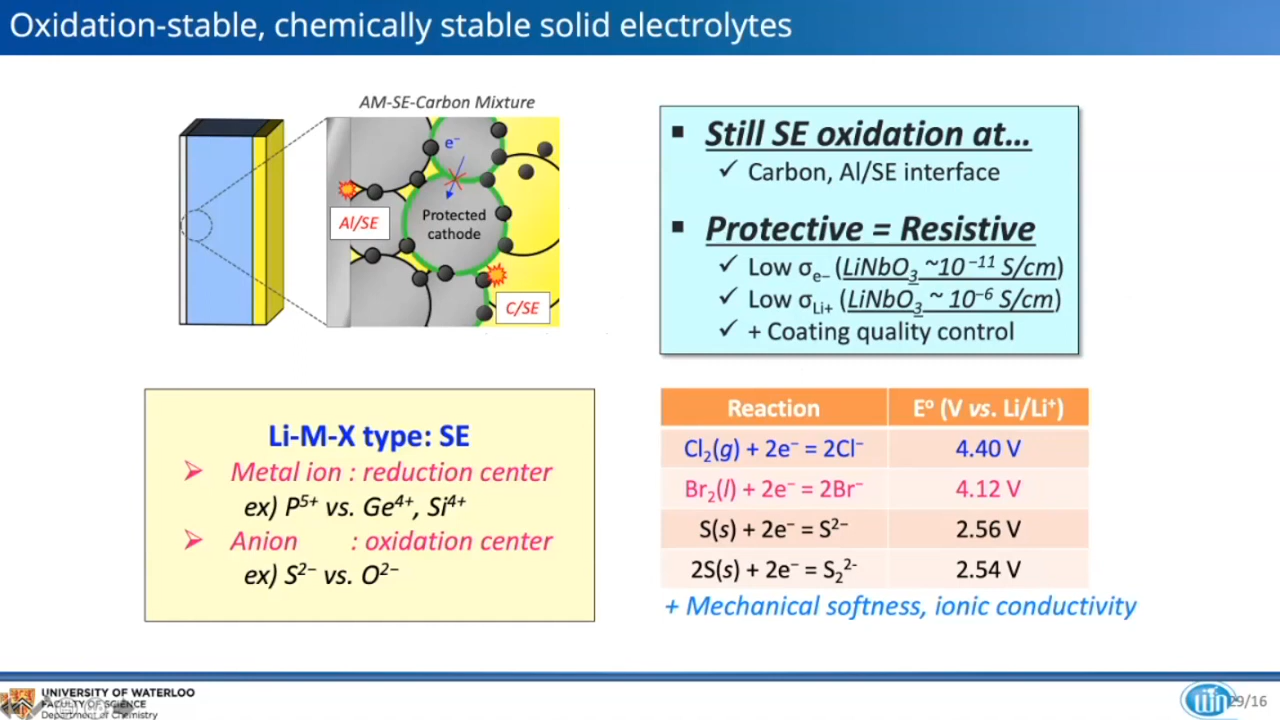 Oxidation-stable, chemically stable solid electrolytes
AM-SE-Carbon Mixture
e⁻
Al/SE
Protected
cathode
C/SE
▪ Still SE oxidation at...
✓ Carbon, Al/SE interface
▪ Protective = Resistive
✓ Low σe− (LiNbO₃ ~10⁻¹¹ S/cm)
✓ Low σLi+ (LiNbO₃ ~ 10⁻⁶ S/cm)
✓ + Coating quality control
Li-M-X type: SE
➢ Metal ion : reduction center
ex) P⁵⁺ vs. Ge⁴⁺, Si⁴⁺
➢ Anion : oxidation center
ex) S²⁻ vs. O²⁻
Reaction E⁰ (V vs. Li/Li⁺)
Cl₂(g) + 2e⁻ = 2Cl⁻ 4.40 V
Br₂(l) + 2e⁻ = 2Br⁻ 4.12 V
S(s) + 2e⁻ = S²⁻ 2.56 V
2S(s) + 2e⁻ = S₂²⁻ 2.54 V
+ Mechanical softness, ionic conductivity
UNIVERSITY OF WATERLOO
FACULTY OF SCIENCE
Department of Chemistry
29/16